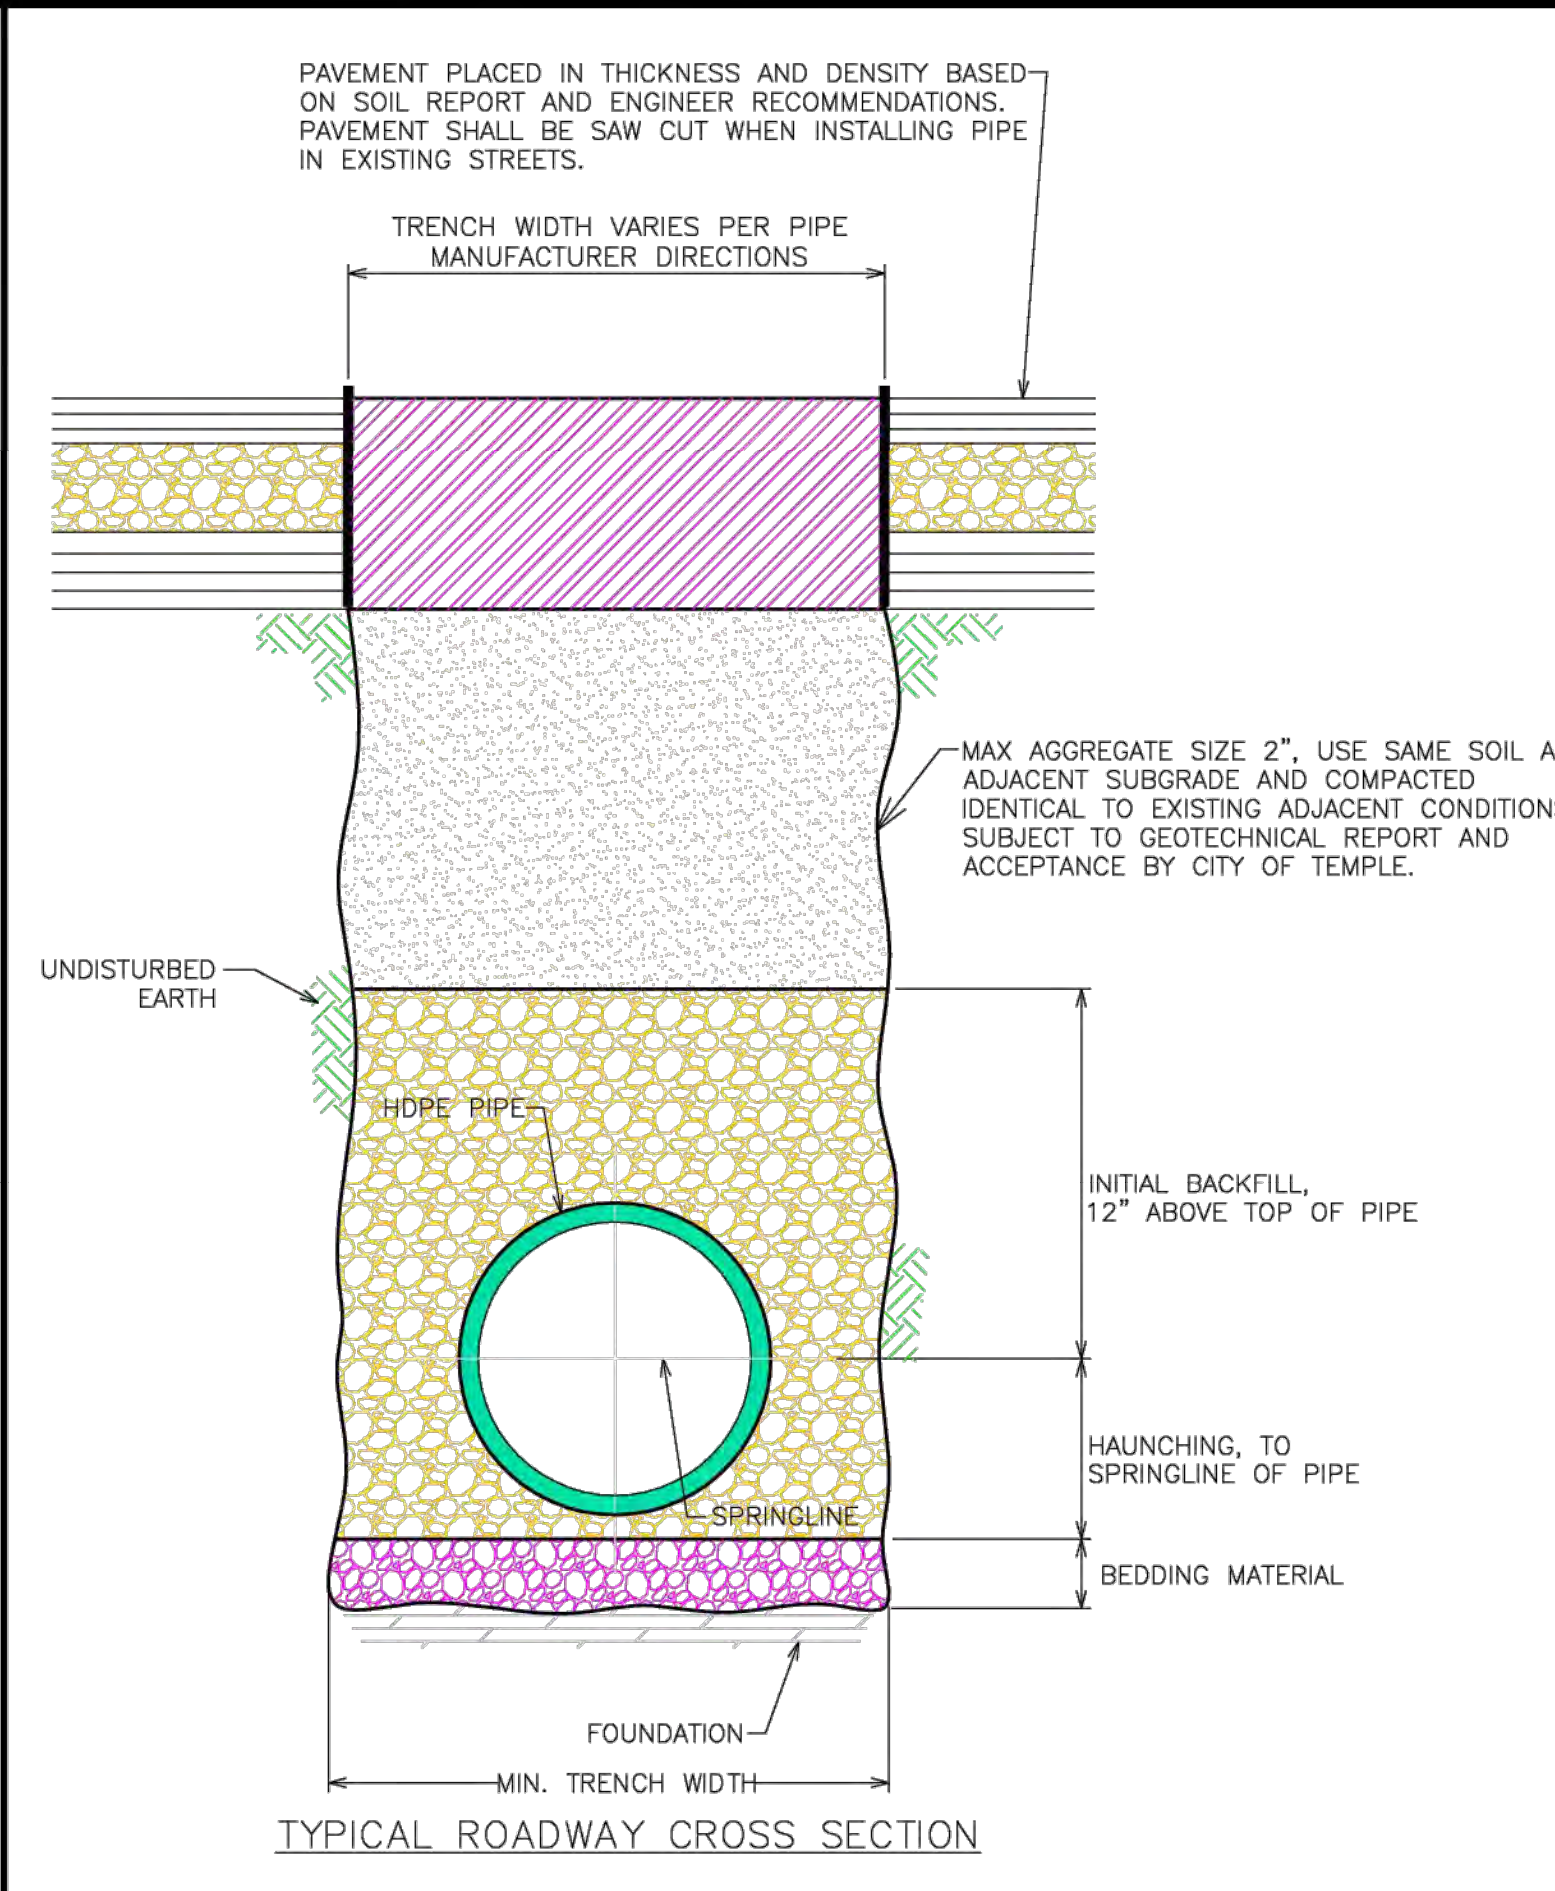 PAVEMENT PLACED IN THICKNESS AND DENSITY BASED
ON SOIL REPORT AND ENGINEER RECOMMENDATIONS.
PAVEMENT SHALL BE SAW CUT WHEN INSTALLING PIPE
IN EXISTING STREETS.
TRENCH WIDTH VARIES PER PIPE
MANUFACTURER DIRECTIONS
MAX AGGREGATE SIZE 2", USE SAME SOIL A
ADJACENT SUBGRADE AND COMPACTED
IDENTICAL TO EXISTING ADJACENT CONDITIONS
SUBJECT TO GEOTECHNICAL REPORT AND
ACCEPTANCE BY CITY OF TEMPLE.
UNDISTURBED
EARTH
HDPE PIPE
INITIAL BACKFILL,
12" ABOVE TOP OF PIPE
HAUNCHING, TO
SPRINGLINE OF PIPE
SPRINGLINE
BEDDING MATERIAL
FOUNDATION
MIN. TRENCH WIDTH
TYPICAL ROADWAY CROSS SECTION